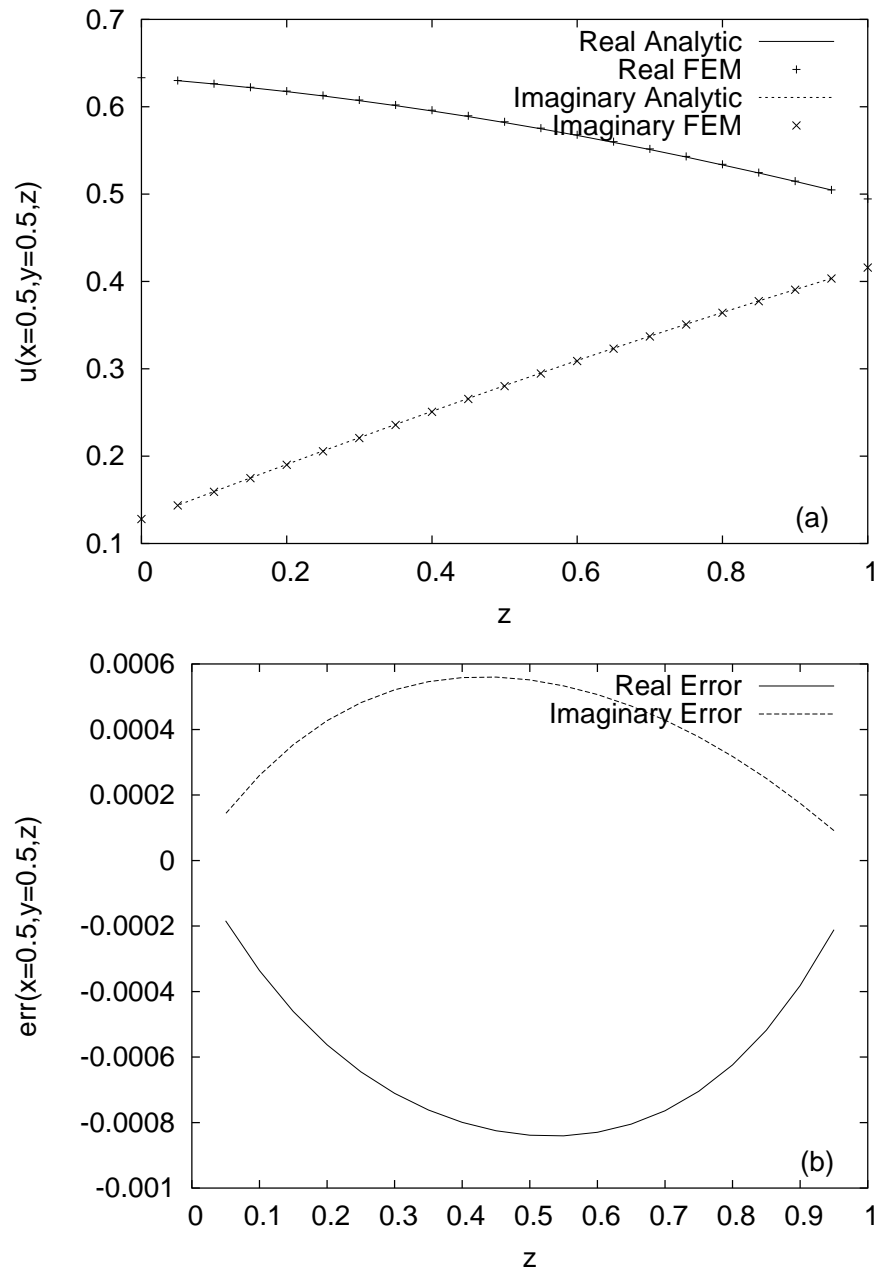 0.7
0.6
0.5
0.4
0.3
0.2
0.1
u(x=0.5,y=0.5,z)
Real Analytic
Real FEM
Imaginary Analytic
Imaginary FEM
(a)
0 0.2 0.4 0.6 0.8 1
z
0.0006
0.0004
0.0002
0
-0.0002
-0.0004
-0.0006
-0.0008
-0.001
err(x=0.5,y=0.5,z)
Real Error
Imaginary Error
(b)
0 0.1 0.2 0.3 0.4 0.5 0.6 0.7 0.8 0.9 1
z